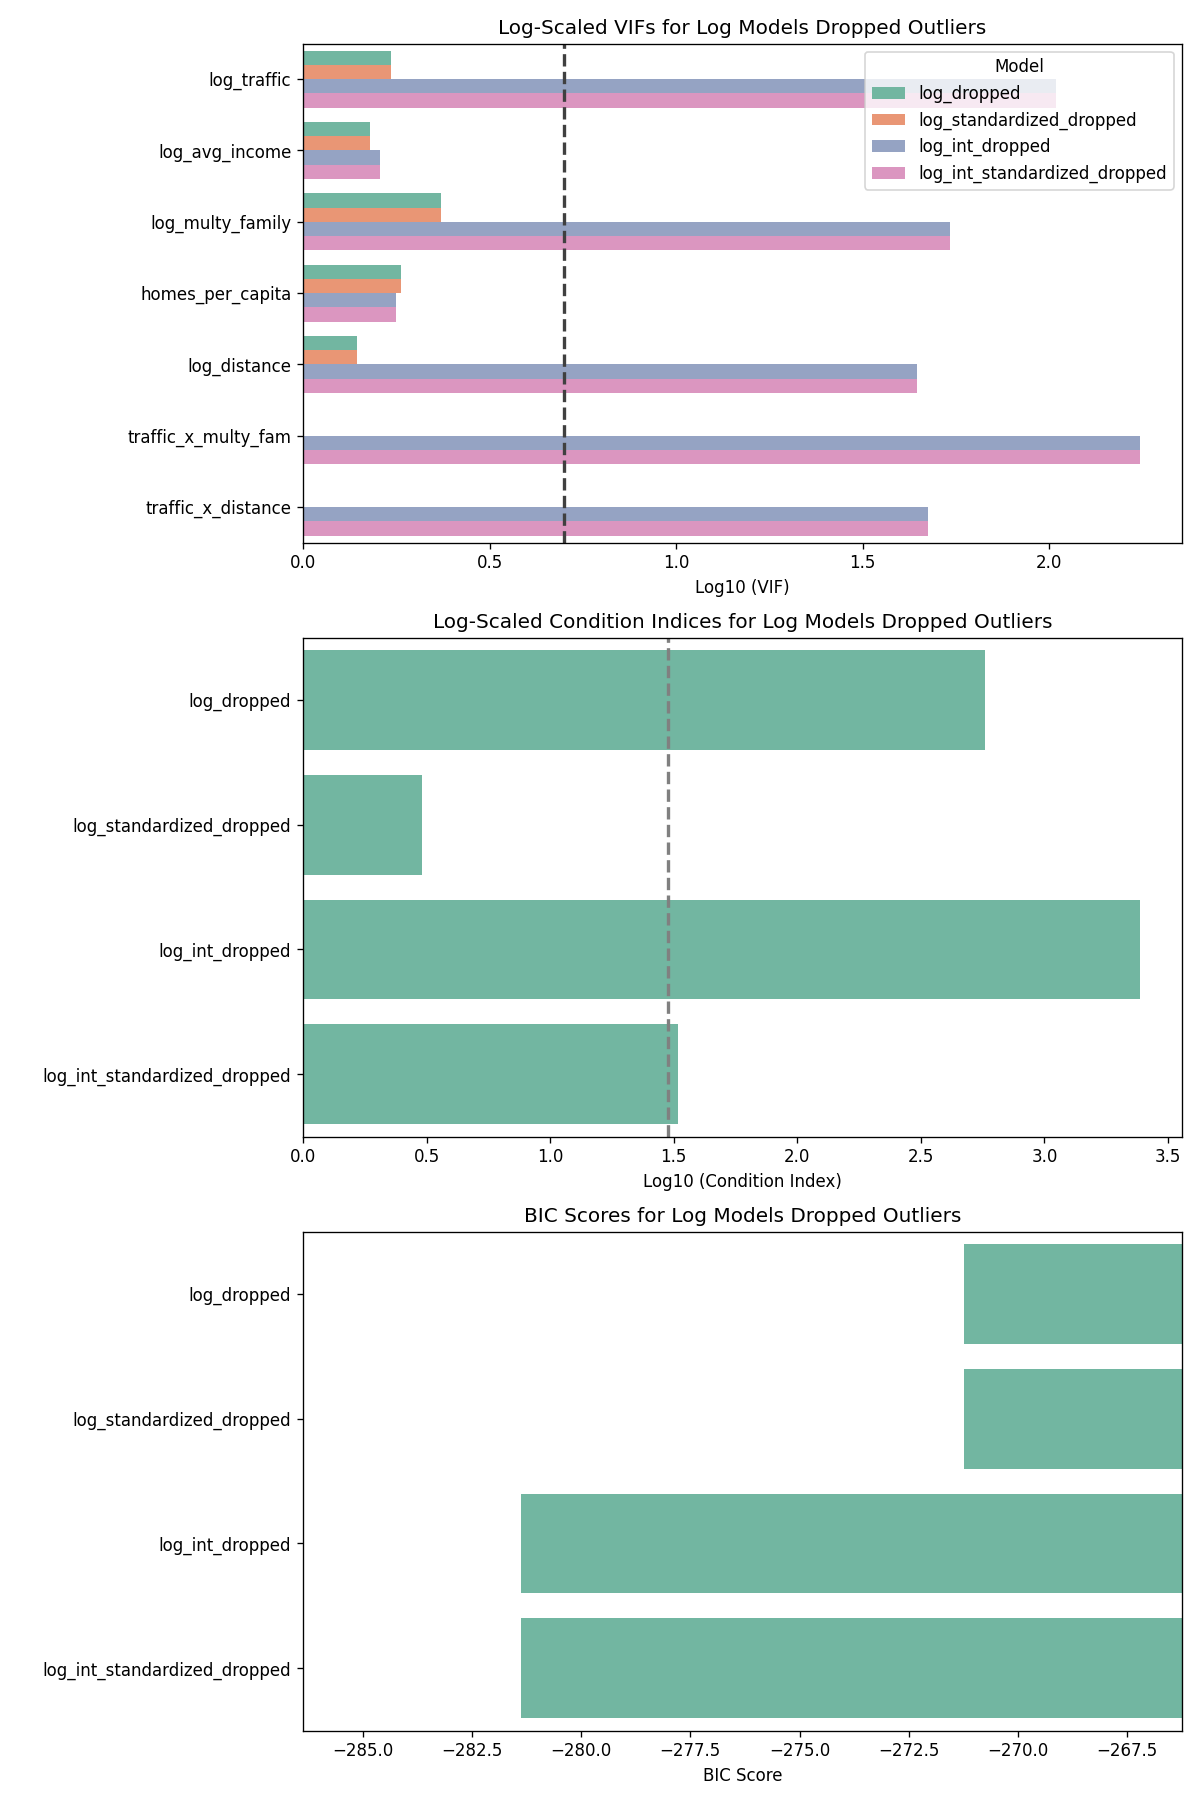 Log-Scaled VIFs for Log Models Dropped Outliers
log_traffic
log_avg_income
log_multy_family
homes_per_capita
log_distance
traffic_x_multy_fam
traffic_x_distance
Model
log_dropped
log_standardized_dropped
log_int_dropped
log_int_standardized_dropped
0.0 0.5 1.0 1.5 2.0
Log10 (VIF)
Log-Scaled Condition Indices for Log Models Dropped Outliers
log_dropped
log_standardized_dropped
log_int_dropped
log_int_standardized_dropped
0.0 0.5 1.0 1.5 2.0 2.5 3.0 3.5
Log10 (Condition Index)
BIC Scores for Log Models Dropped Outliers
log_dropped
log_standardized_dropped
log_int_dropped
log_int_standardized_dropped
−285.0 −282.5 −280.0 −277.5 −275.0 −272.5 −270.0 −267.5
BIC Score